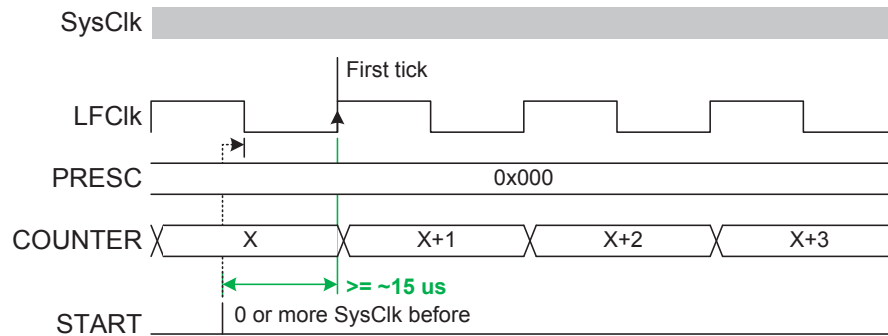 SysClk
First tick
LFClk
PRESC
0x000
COUNTER
X
X+1
X+2
X+3
>= ~15 us
0 or more SysClk before
START